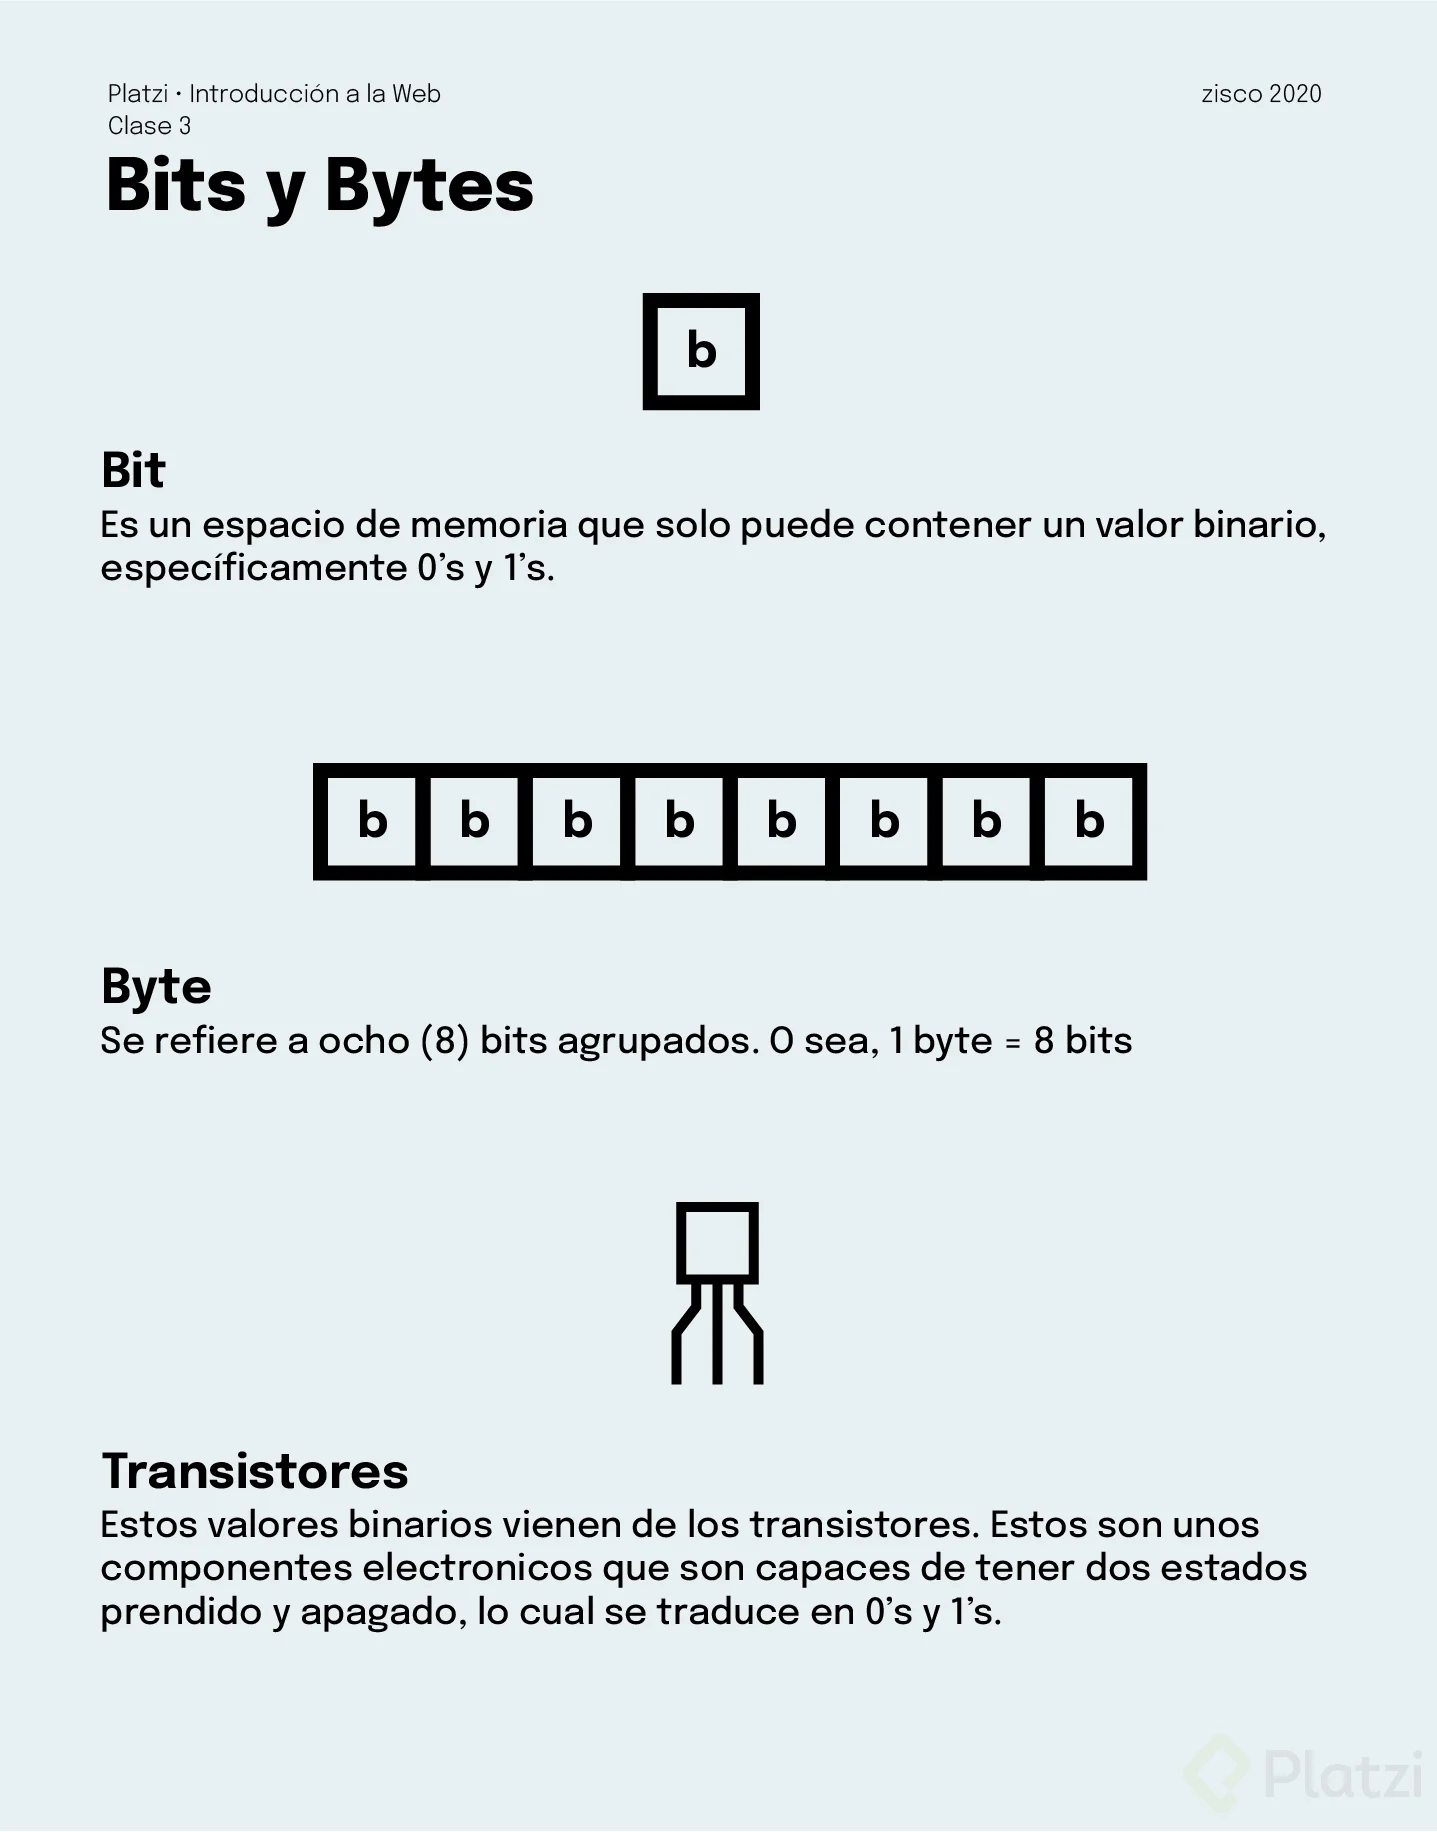 Platzi • Introducción a la Web
zisco 2020
Clase 3
Bits y Bytes
b
Bit
Es un espacio de memoria que solo puede contener un valor binario,
específicamente 0’s y 1’s.
b b b b b b b b
Byte
Se refiere a ocho (8) bits agrupados. O sea, 1 byte = 8 bits
Transistores
Estos valores binarios vienen de los transistores. Estos son unos
componentes electronicos que son capaces de tener dos estados
prendido y apagado, lo cual se traduce en 0’s y 1’s.
Platzi